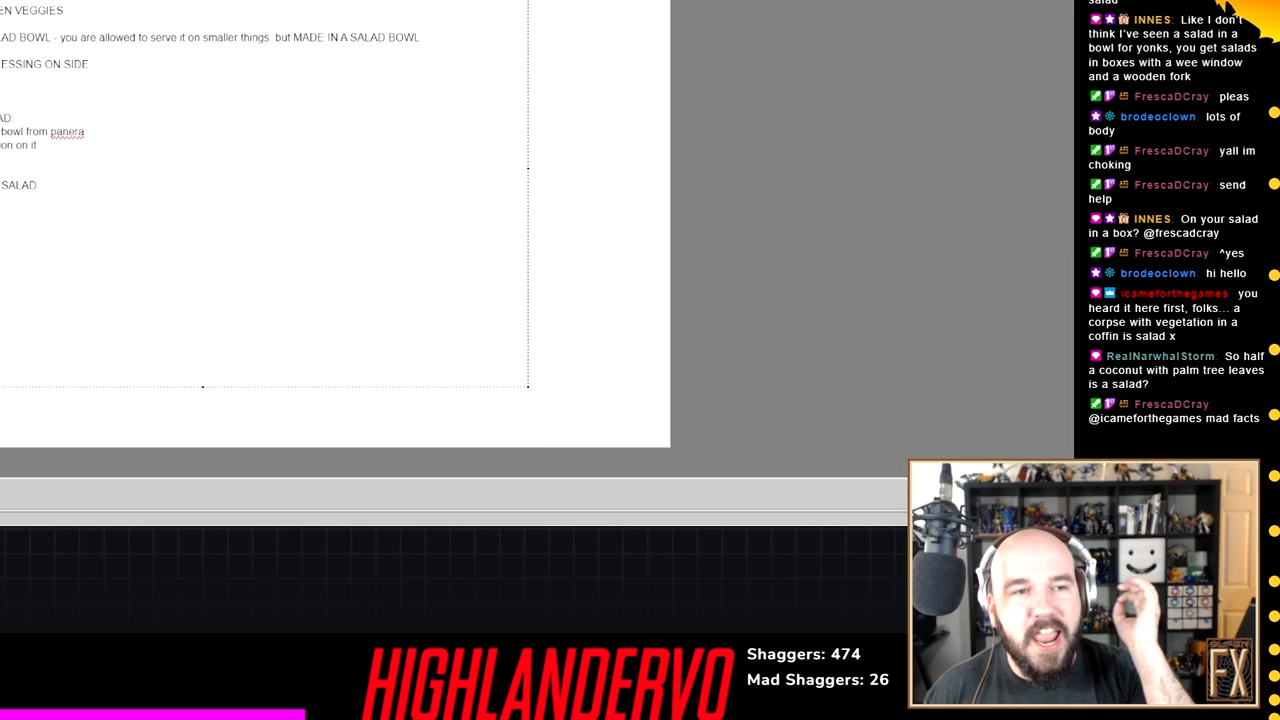 EN VEGGIES
AD BOWL - you are allowed to serve it on smaller things. but MADE IN A SALAD BOWL
ESSING ON SIDE
AD:
bowl from panera
ion on it
SALAD
salad
INNES: Like I don't
think I've seen a salad in a
bowl for yonks, you get salads
in boxes with a wee window
and a wooden fork
FrescaDCray: pleas
brodeoclown: lots of
body
FrescaDCray: yall im
choking
FrescaDCray: send
help
INNES: On your salad
in a box? @frescadcray
FrescaDCray: ^yes
brodeoclown: hi hello
icameforthegames: you
heard it here first, folks... a
corpse with vegetation in a
coffin is salad x
RealNarwhalStorm: So half
a coconut with palm tree leaves
is a salad?
FrescaDCray:
@icameforthegames mad facts
HIGHLANDERVO
Shaggers: 474
Mad Shaggers: 26
SUPER
FX